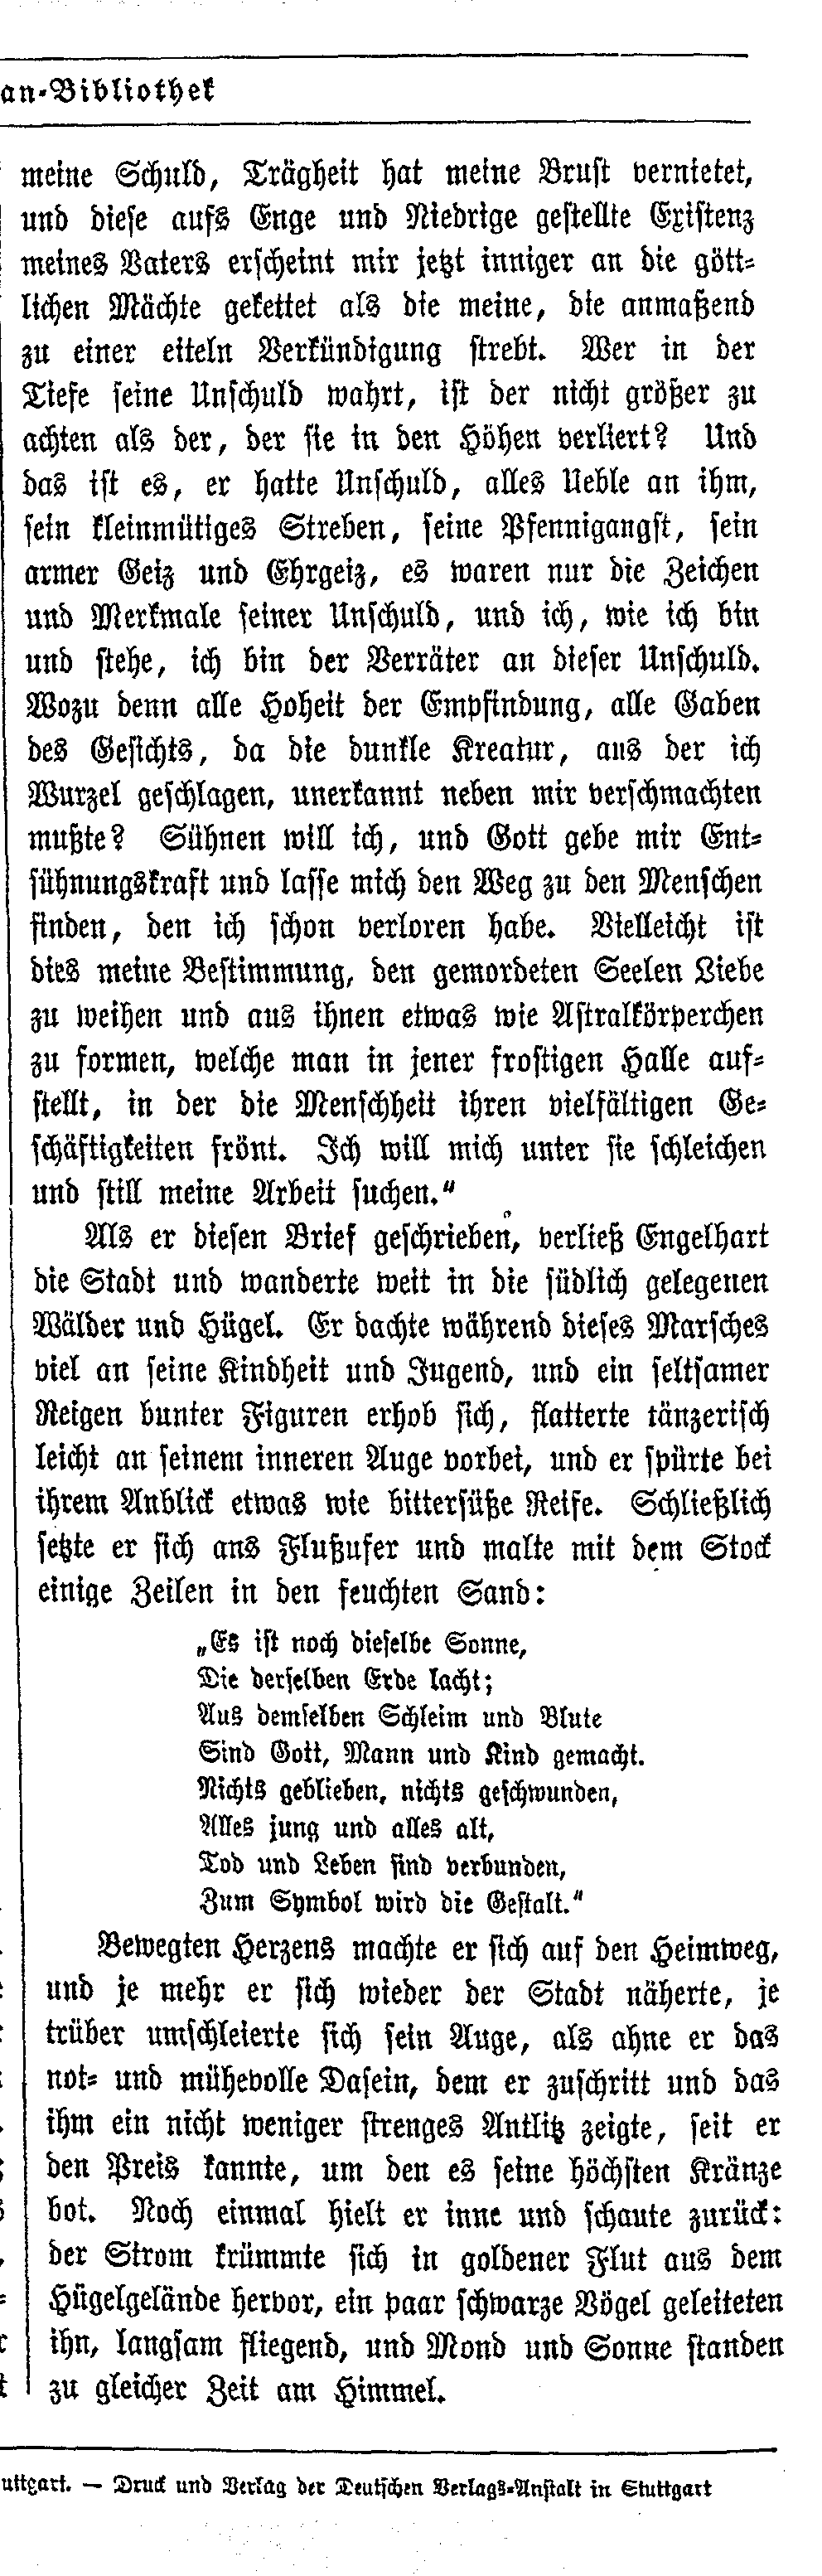 an-Bibliothek
meine Schuld, Trägheit hat meine Brust vernietet,
und diese aufs Enge und Niedrige gestellte Existenz
meines Vaters erscheint mir jetzt inniger an die gött-
lichen Mächte gekettet als die meine, die anmaßend
zu einer eiteln Verkündigung strebt. Wer in der
Tiefe seine Unschuld wahrt, ist der nicht größer zu
achten als der, der sie in den Höhen verliert? Und
das ist es, er hatte Unschuld, alles Ueble an ihm,
sein kleinmütiges Streben, seine Pfennigangst, sein
armer Geiz und Ehrgeiz, es waren nur die Zeichen
und Merkmale seiner Unschuld, und ich, wie ich bin
und stehe, ich bin der Verräter an dieser Unschuld.
Wozu denn alle Hoheit der Empfindung, alle Gaben
des Gesichts, da die dunkle Kreatur, aus der ich
Wurzel geschlagen, unerkannt neben mir verschmachten
mußte? Sühnen will ich, und Gott gebe mir Ent-
sühnungskraft und lasse mich den Weg zu den Menschen
finden, den ich schon verloren habe. Vielleicht ist
dies meine Bestimmung, den gemordeten Seelen Liebe
zu weihen und aus ihnen etwas wie Astralkörperchen
zu formen, welche man in jener frostigen Halle auf-
stellt, in der die Menschheit ihren vielfältigen Ge-
schäftigkeiten frönt. Ich will mich unter sie schleichen
und still meine Arbeit suchen.“
Als er diesen Brief geschrieben, verließ Engelhart
die Stadt und wanderte weit in die südlich gelegenen
Wälder und Hügel. Er dachte während dieses Marsches
viel an seine Kindheit und Jugend, und ein seltsamer
Reigen bunter Figuren erhob sich, flatterte tänzerisch
leicht an seinem inneren Auge vorbei, und er spürte bei
ihrem Anblick etwas wie bittersüße Reife. Schließlich
setzte er sich ans Flußufer und malte mit dem Stock
einige Zeilen in den feuchten Sand:
„Es ist noch dieselbe Sonne,
Die derselben Erde lacht;
Aus demselben Schleim und Blute
Sind Gott, Mann und Kind gemacht.
Nichts geblieben, nichts geschwunden,
Alles jung und alles alt,
Tod und Leben sind verbunden,
Zum Symbol wird die Gestalt.“
Bewegten Herzens machte er sich auf den Heimweg,
und je mehr er sich wieder der Stadt näherte, je
trüber umschleierte sich sein Auge, als ahne er das
not- und mühevolle Dasein, dem er zuschritt und das
ihm ein nicht weniger strenges Antlitz zeigte, seit er
den Preis kannte, um den es seine höchsten Kränze
bot. Noch einmal hielt er inne und schaute zurück:
der Strom krümmte sich in goldener Flut aus dem
Hügelgelände hervor, ein paar schwarze Vögel geleiteten
ihn, langsam fliegend, und Mond und Sonne standen
zu gleicher Zeit am Himmel.
uttgart. — Druck und Verlag der Deutschen Verlags-Anstalt in Stuttgart